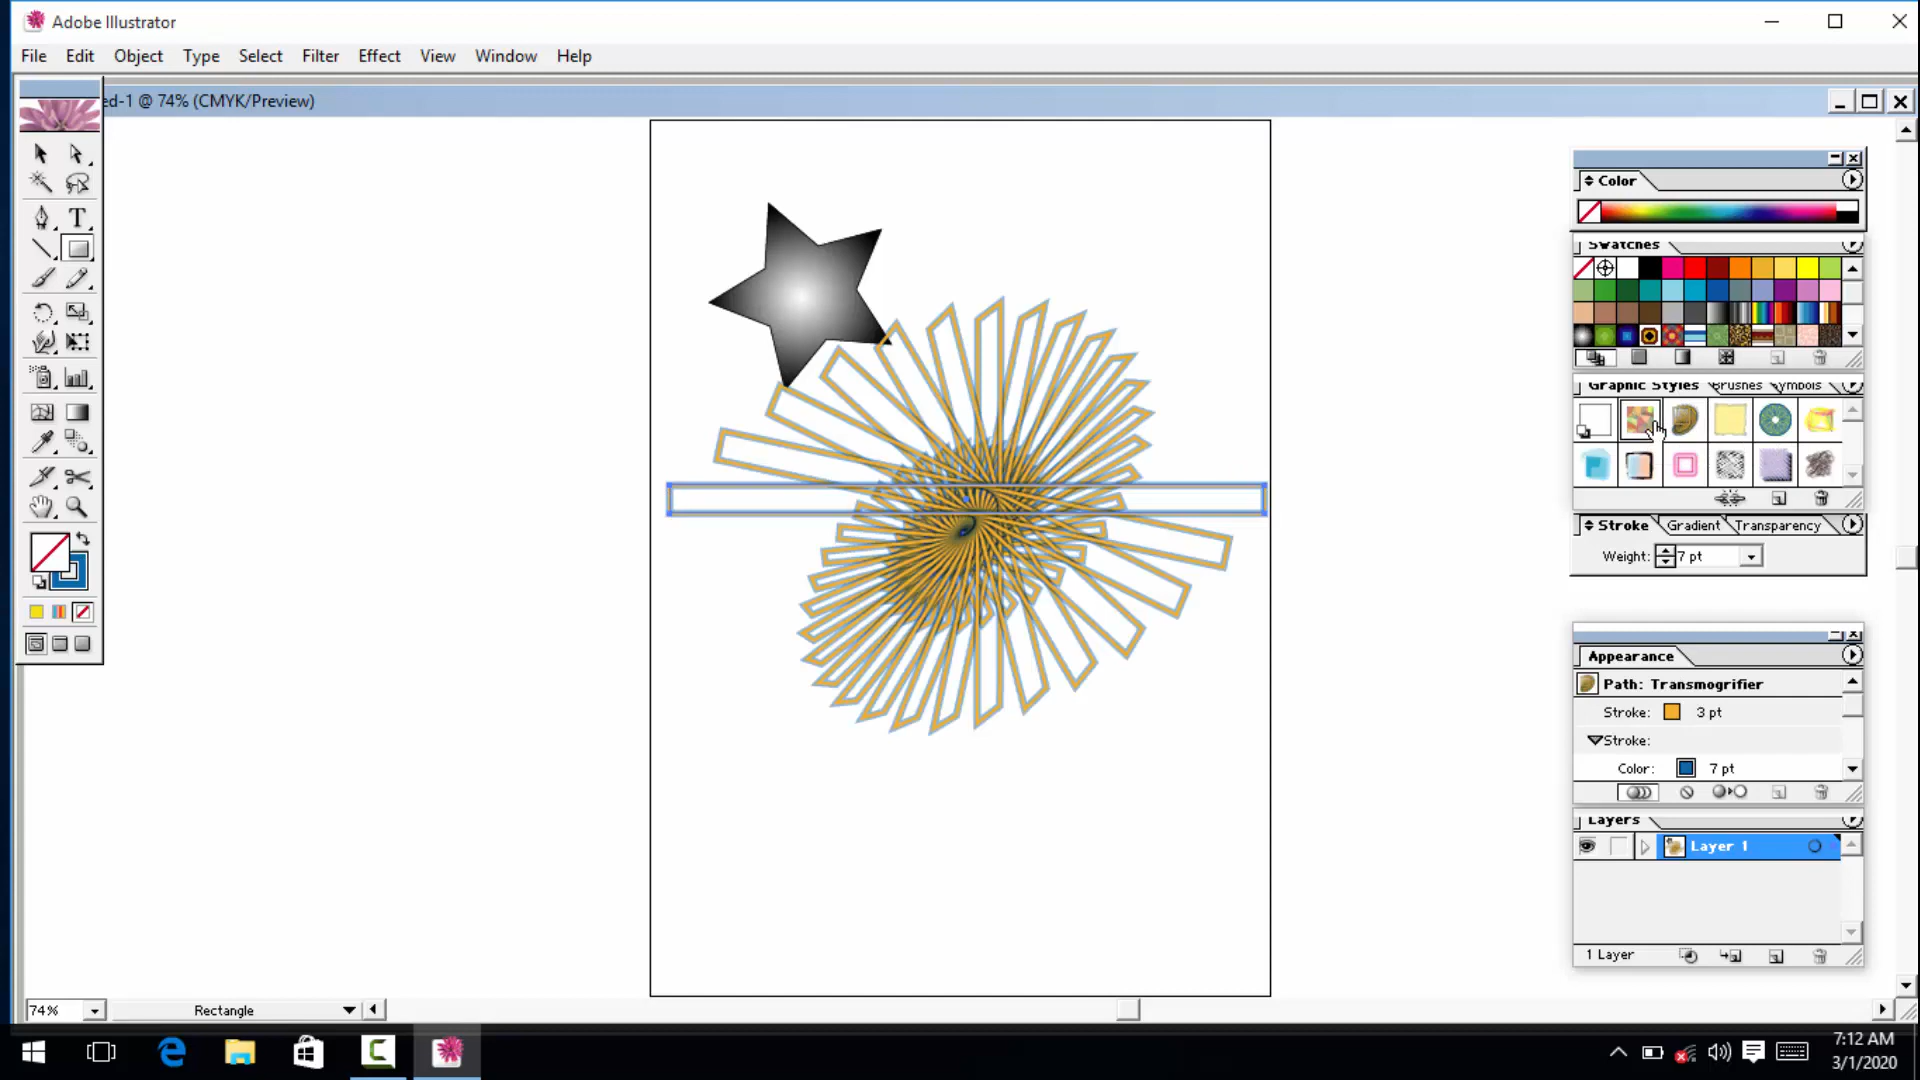 Adobe Illustrator
File Edit Object Type Select Filter Effect View Window Help
ed-1 @ 74% (CMYK/Preview)
T
Color
Swatches
Graphic Styles Brushes Symbols
Stroke Gradient Transparency
Weight: 7 pt
Appearance
Path: Transmogrifier
Stroke: 3 pt
Stroke:
Color: 7 pt
Layers
Layer 1
1 Layer
74% Rectangle
7:12 AM
3/1/2020